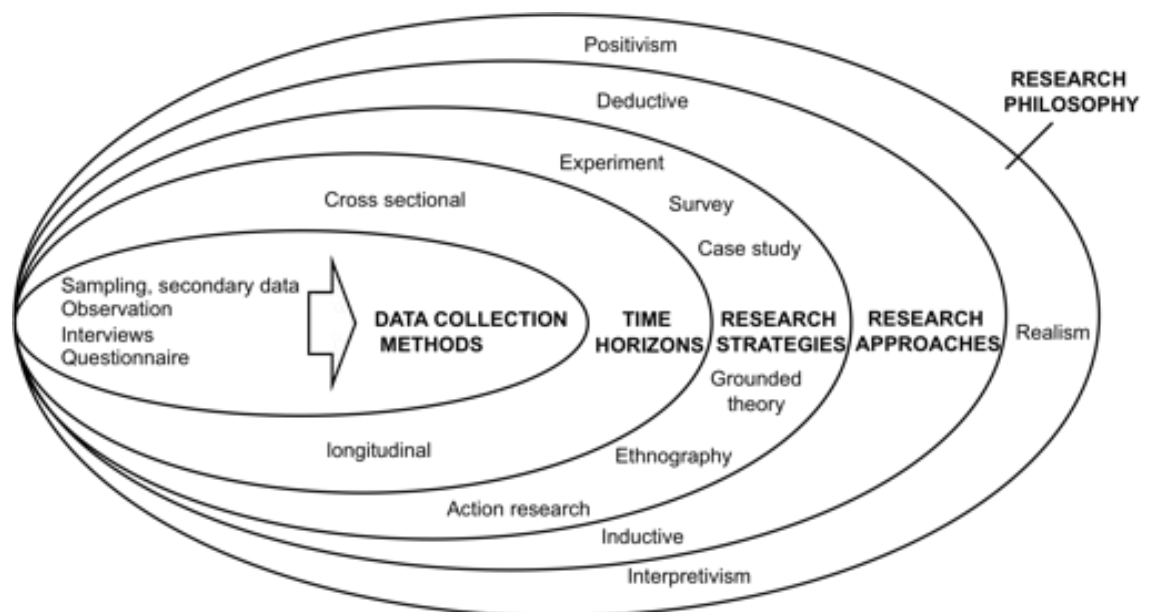 Positivism
RESEARCH
PHILOSOPHY
Deductive
Experiment
Cross sectional
Survey
Case study
Sampling, secondary data
Observation
Interviews
Questionnaire
DATA COLLECTION
METHODS
TIME
HORIZONS
RESEARCH
STRATEGIES
RESEARCH
APPROACHES
Realism
Grounded
theory
longitudinal
Ethnography
Action research
Inductive
Interpretivism